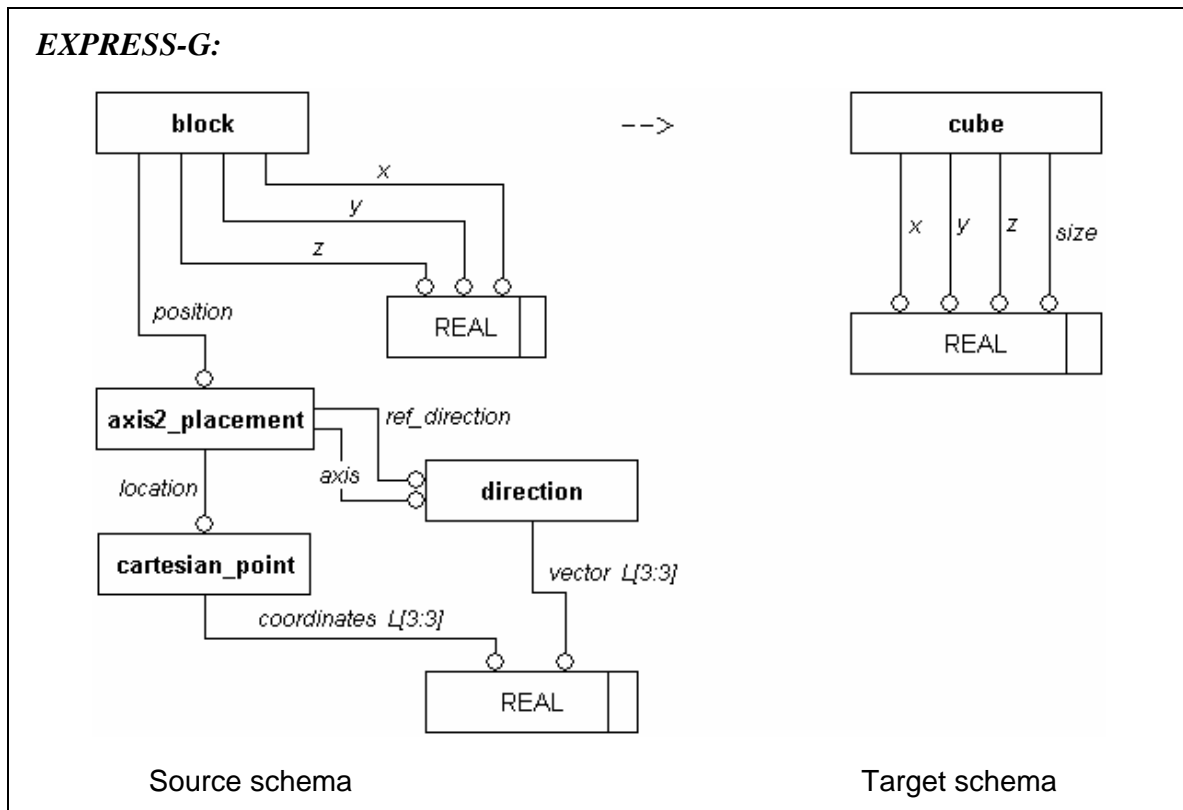 EXPRESS-G:
block
-->
cube
x
y
z
x
y
z
size
position
REAL
REAL
axis2_placement
ref_direction
axis
location
direction
cartesian_point
vector L[3:3]
coordinates L[3:3]
REAL
Source schema
Target schema